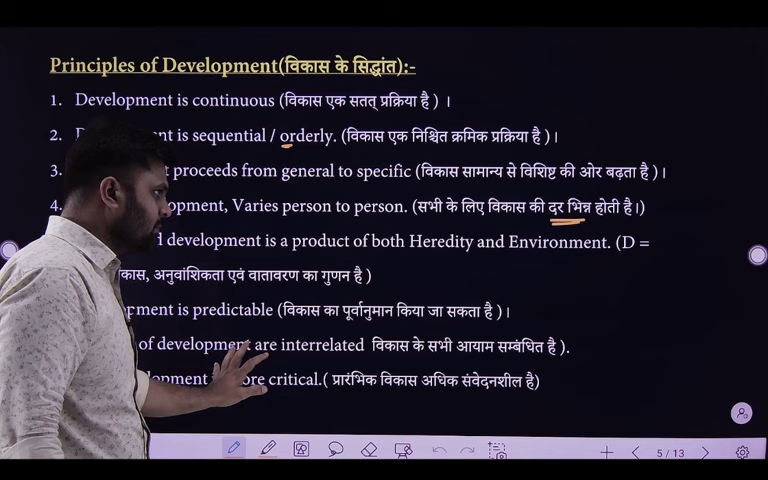 Principles of Development(विकास के सिद्धांत):-
1. Development is continuous (विकास एक सतत् प्रक्रिया है ) ।
2. D nt is sequential / orderly. (विकास एक निश्चित क्रमिक प्रक्रिया है )।
3. t proceeds from general to specific (विकास सामान्य से विशिष्ट की ओर बढ़ता है )।
4. opment, Varies person to person. (सभी के लिए विकास की दर भिन्न होती है।)
d development is a product of both Heredity and Environment. (D =
कास, अनुवांशिकता एवं वातावरण का गुणन है )
pment is predictable (विकास का पूर्वानुमान किया जा सकता है )।
of development are interrelated विकास के सभी आयाम सम्बंधित है ).
lopment ore critical.( प्रारंभिक विकास अधिक संवेदनशील है)
5 / 13